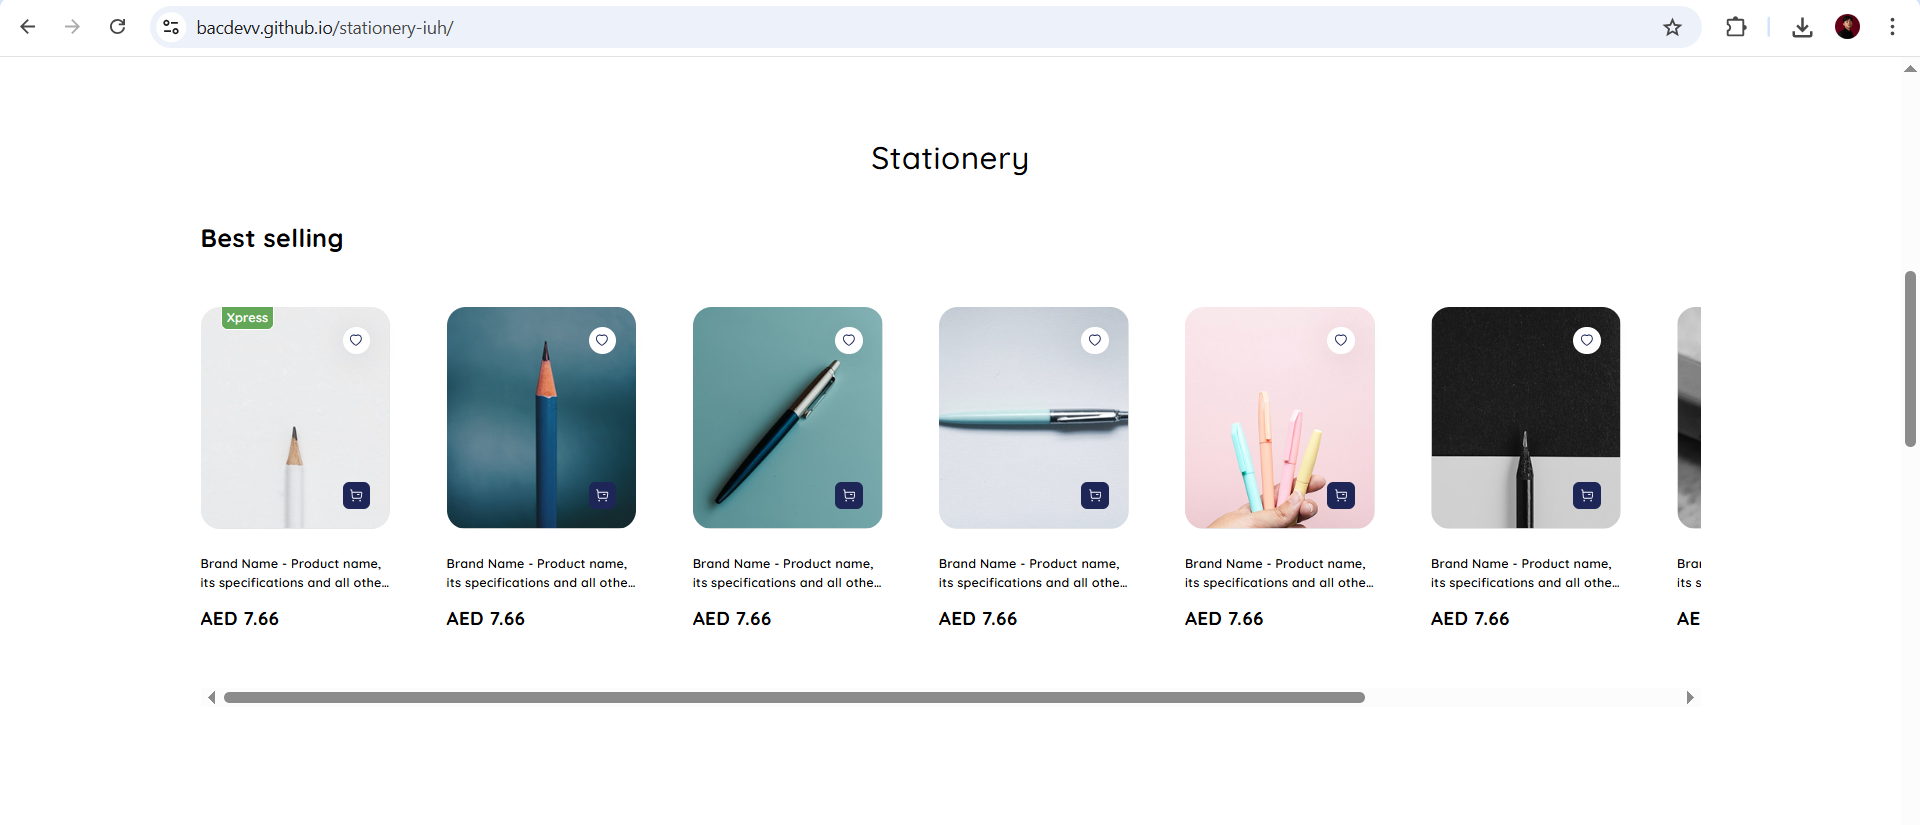 bacdevv.github.io/stationery-iuh/
Stationery
Best selling
Xpress
Brand Name - Product name,
its specifications and all othe...
AED 7.66
Brand Name - Product name,
its specifications and all othe...
AED 7.66
Brand Name - Product name,
its specifications and all othe...
AED 7.66
Brand Name - Product name,
its specifications and all othe...
AED 7.66
Brand Name - Product name,
its specifications and all othe...
AED 7.66
Brand Name - Product name,
its specifications and all othe...
AED 7.66
Bra
its s
AE